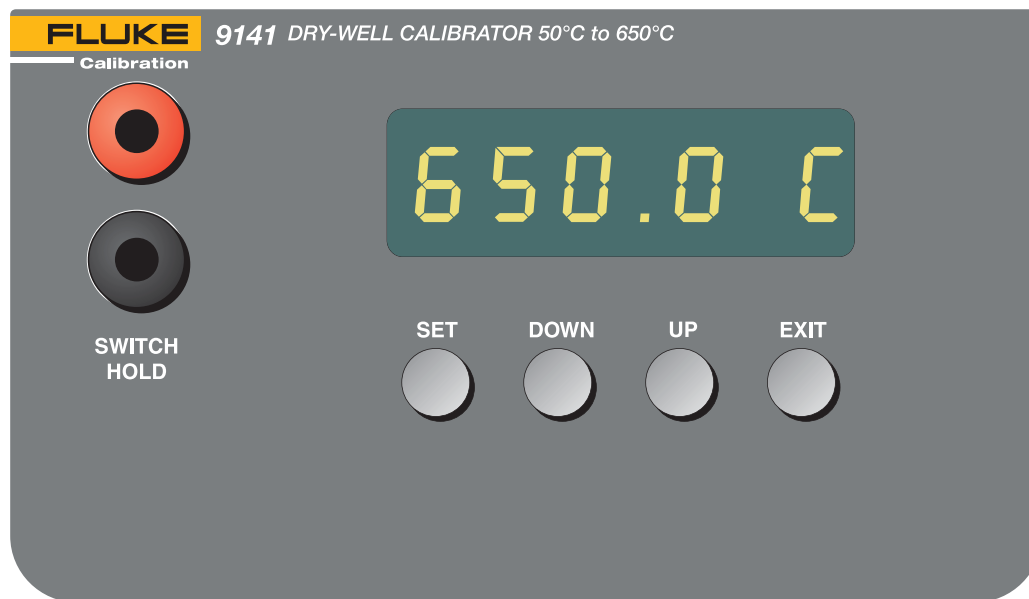 FLUKE 9141 DRY-WELL CALIBRATOR 50°C to 650°C
Calibration
650.0 C
SET DOWN UP EXIT
SWITCH
HOLD